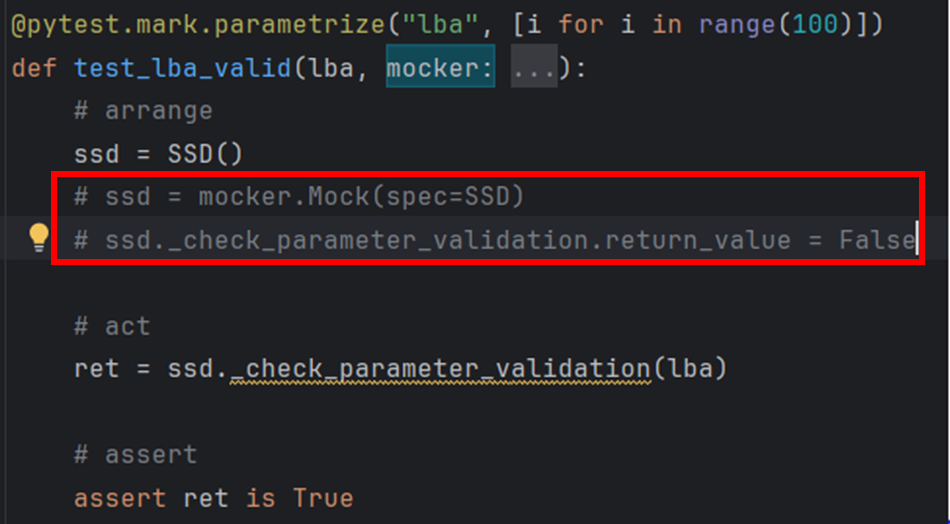 @pytest.mark.parametrize("lba", [i for i in range(100)])
def test_lba_valid(lba, mocker: ...):
# arrange
ssd = SSD()
# ssd = mocker.Mock(spec=SSD)
# ssd._check_parameter_validation.return_value = False
# act
ret = ssd._check_parameter_validation(lba)
# assert
assert ret is True